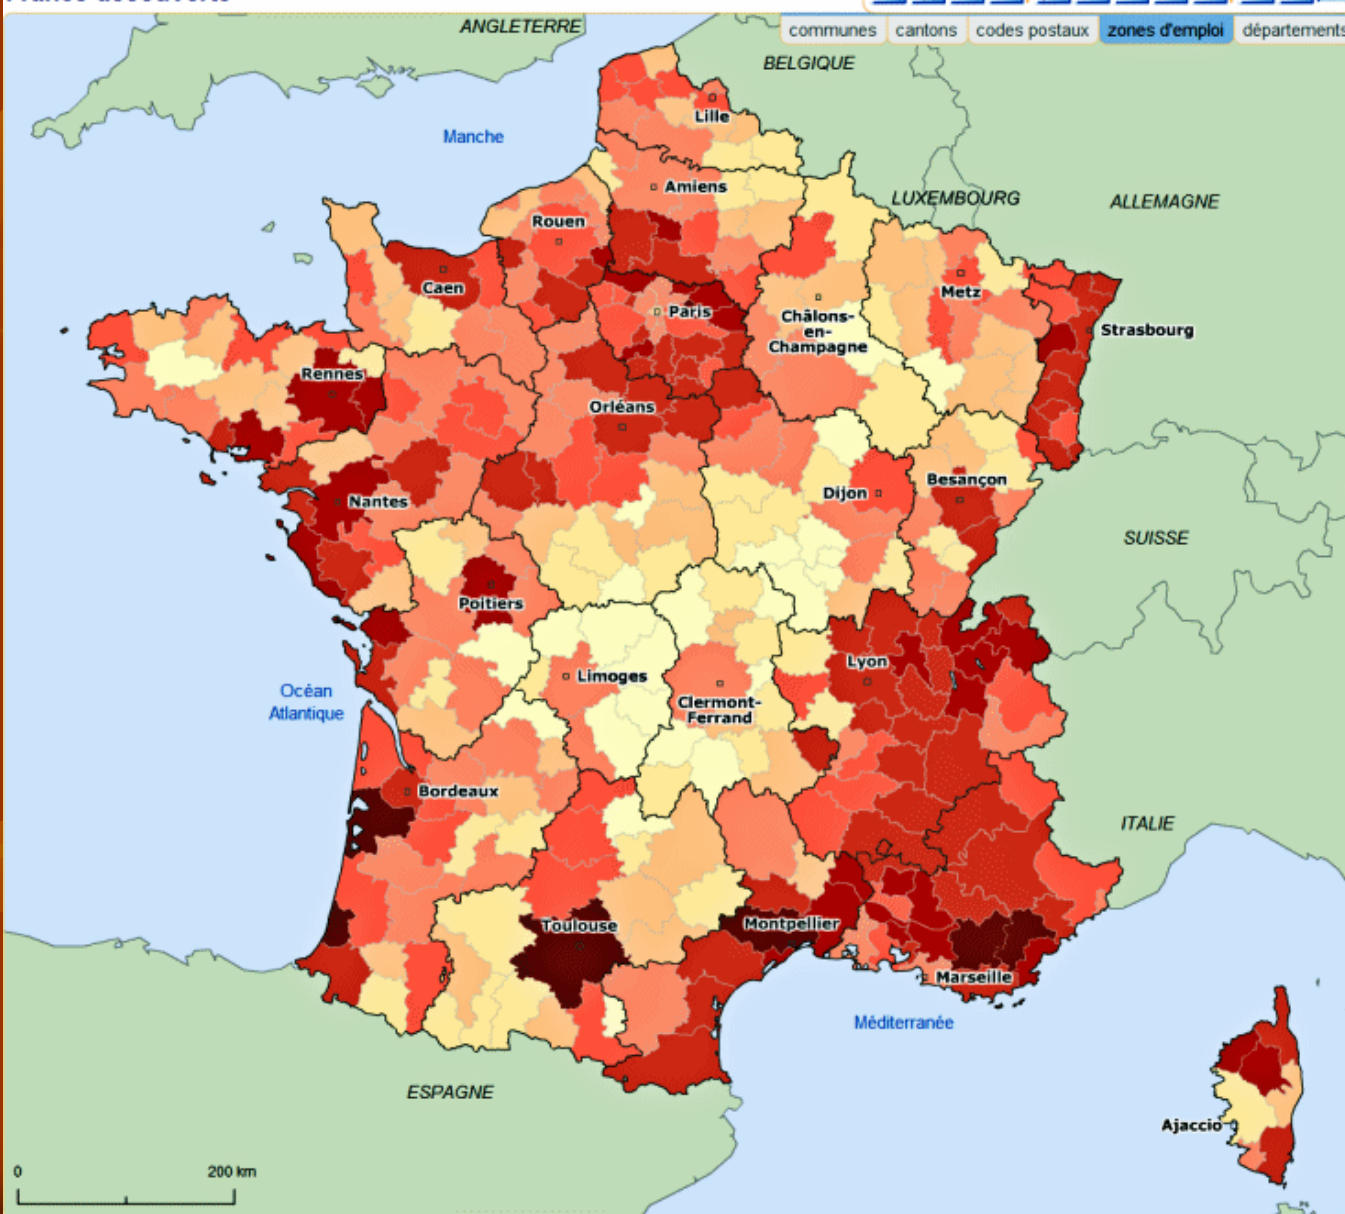 France découverte
communes
cantons
codes postaux
zones d'emploi
départements
ANGLETERRE
BELGIQUE
Lille
Manche
Amiens
LUXEMBOURG
ALLEMAGNE
Rouen
Caen
Metz
Paris
Châlons-
en-
Champagne
Strasbourg
Rennes
Orléans
Nantes
Dijon
Besançon
SUISSE
Poitiers
Lyon
Limoges
Océan
Atlantique
Clermont-
Ferrand
Bordeaux
ITALIE
Toulouse
Montpellier
Marseille
Méditerranée
ESPAGNE
Ajaccio
0
200 km